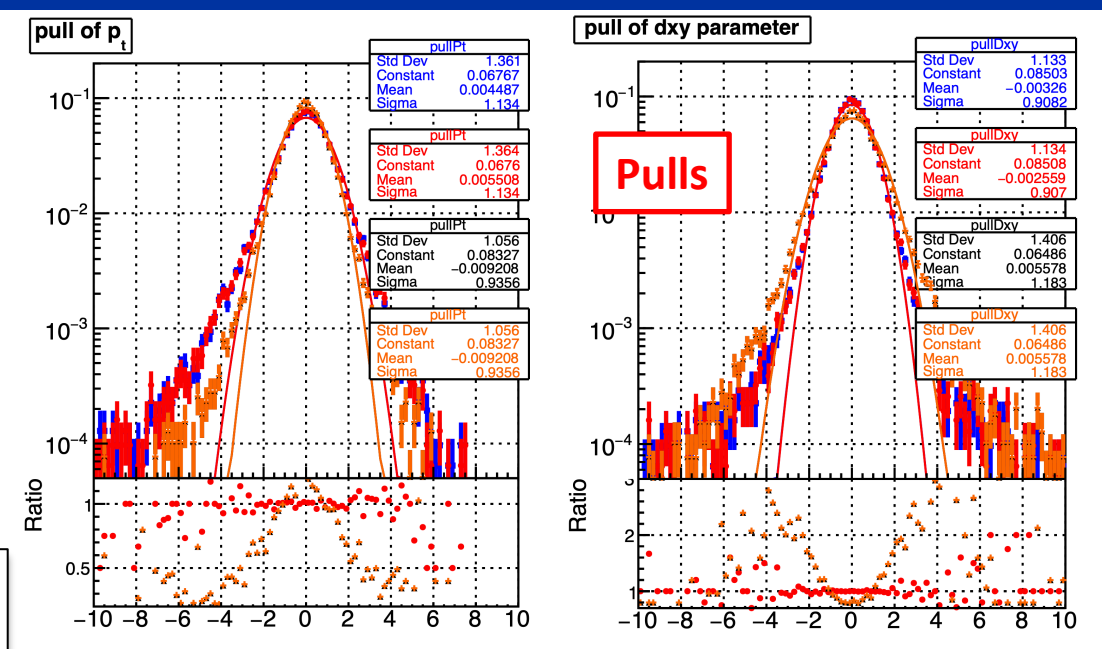 pull of pt
pullPt
Std Dev 1.361
Constant 0.06767
Mean 0.004487
Sigma 1.134
pullPt
Std Dev 1.364
Constant 0.0676
Mean 0.005508
Sigma 1.134
pullPt
Std Dev 1.056
Constant 0.08327
Mean −0.009208
Sigma 0.9356
pullPt
Std Dev 1.056
Constant 0.08327
Mean −0.009208
Sigma 0.9356
10−1
10−2
10−3
10−4
Ratio
1
0.5
−10 −8 −6 −4 −2 0 2 4 6 8 10
pull of dxy parameter
pullDxy
Std Dev 1.133
Constant 0.08503
Mean −0.00326
Sigma 0.9082
Pulls
pullDxy
Std Dev 1.134
Constant 0.08508
Mean −0.002559
Sigma 0.907
pullDxy
Std Dev 1.406
Constant 0.06486
Mean 0.005578
Sigma 1.183
pullDxy
Std Dev 1.406
Constant 0.06486
Mean 0.005578
Sigma 1.183
10−1
10
10−3
10−4
Ratio
3
2
1
−10 −8 −6 −4 −2 0 2 4 6 8 10